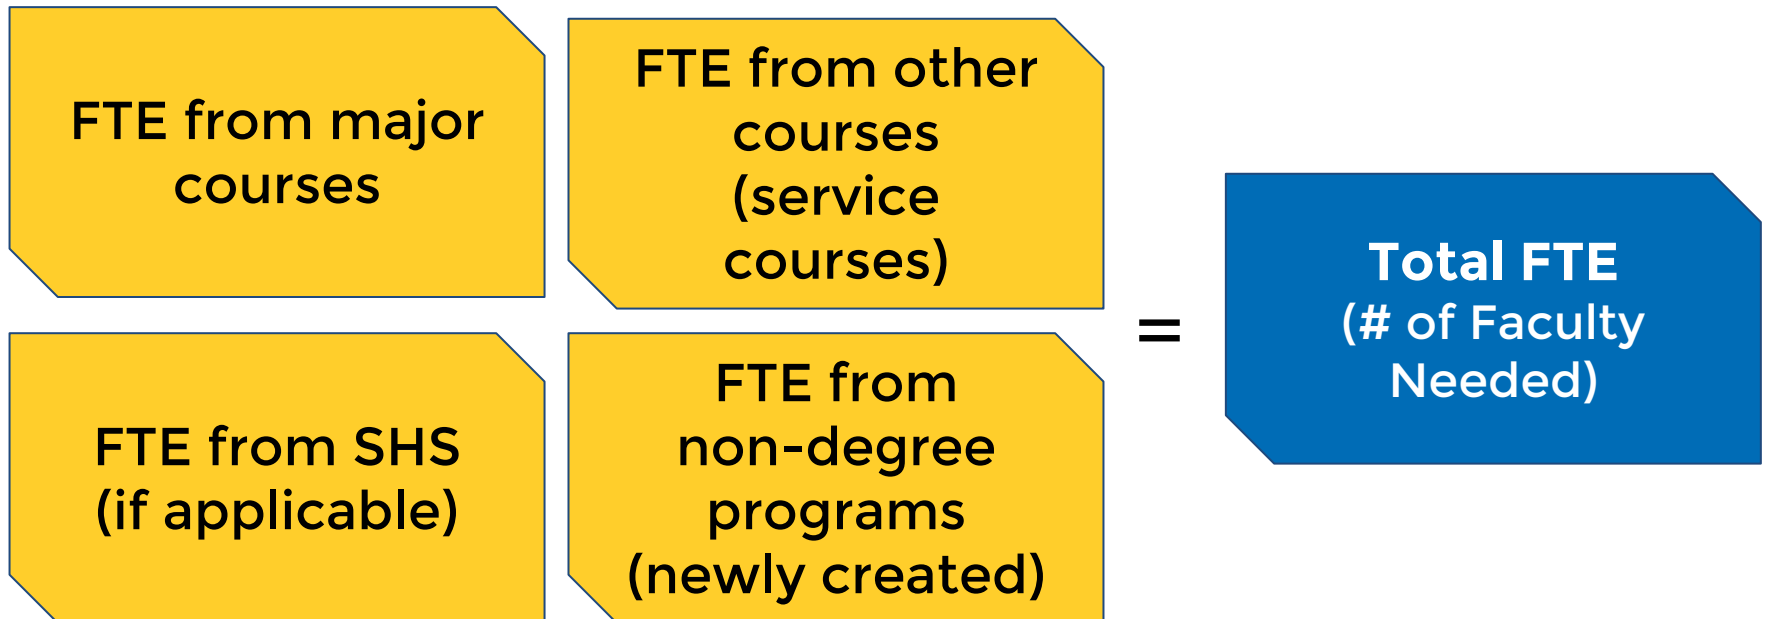 FTE from major
courses
FTE from other
courses
(service
courses)
FTE from SHS
(if applicable)
FTE from
non-degree
programs
(newly created)
=
Total FTE
(# of Faculty
Needed)